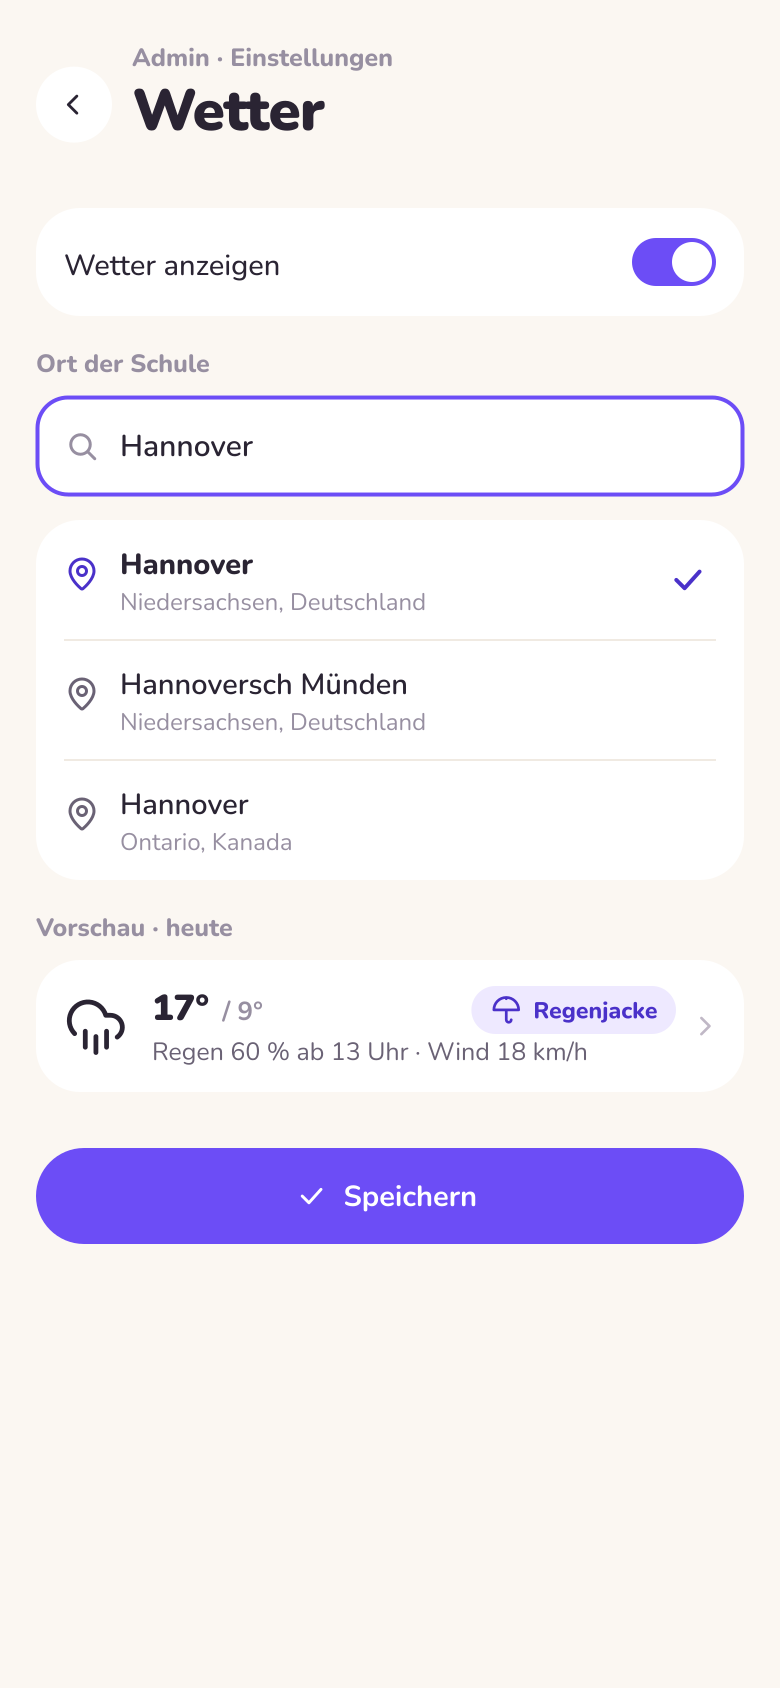 Admin · Einstellungen
Wetter
Wetter anzeigen
Ort der Schule
Hannover
Hannover
Niedersachsen, Deutschland
Hannoversch Münden
Niedersachsen, Deutschland
Hannover
Ontario, Kanada
Vorschau · heute
17° / 9° Regenjacke
Regen 60 % ab 13 Uhr · Wind 18 km/h
Speichern